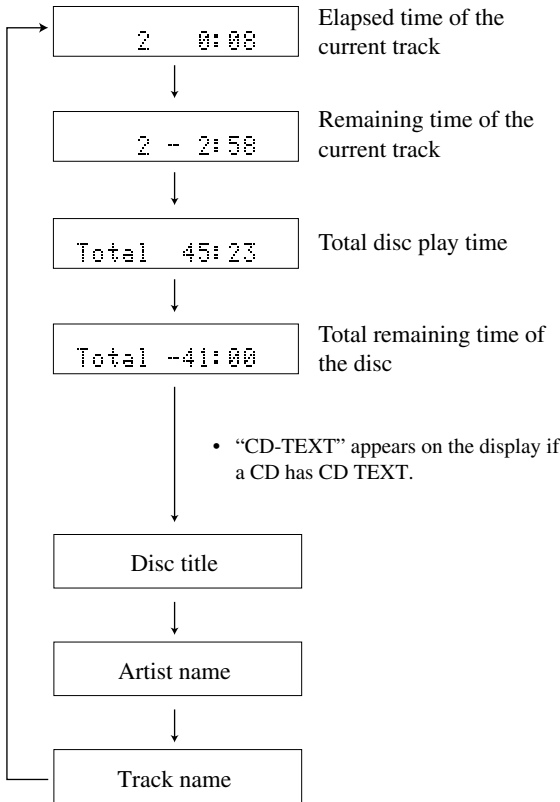 2 0:08
Elapsed time of the
current track
2 - 2:58
Remaining time of the
current track
Total 45:23
Total disc play time
Total -41:00
Total remaining time of
the disc
• “CD-TEXT” appears on the display if
a CD has CD TEXT.
Disc title
Artist name
Track name